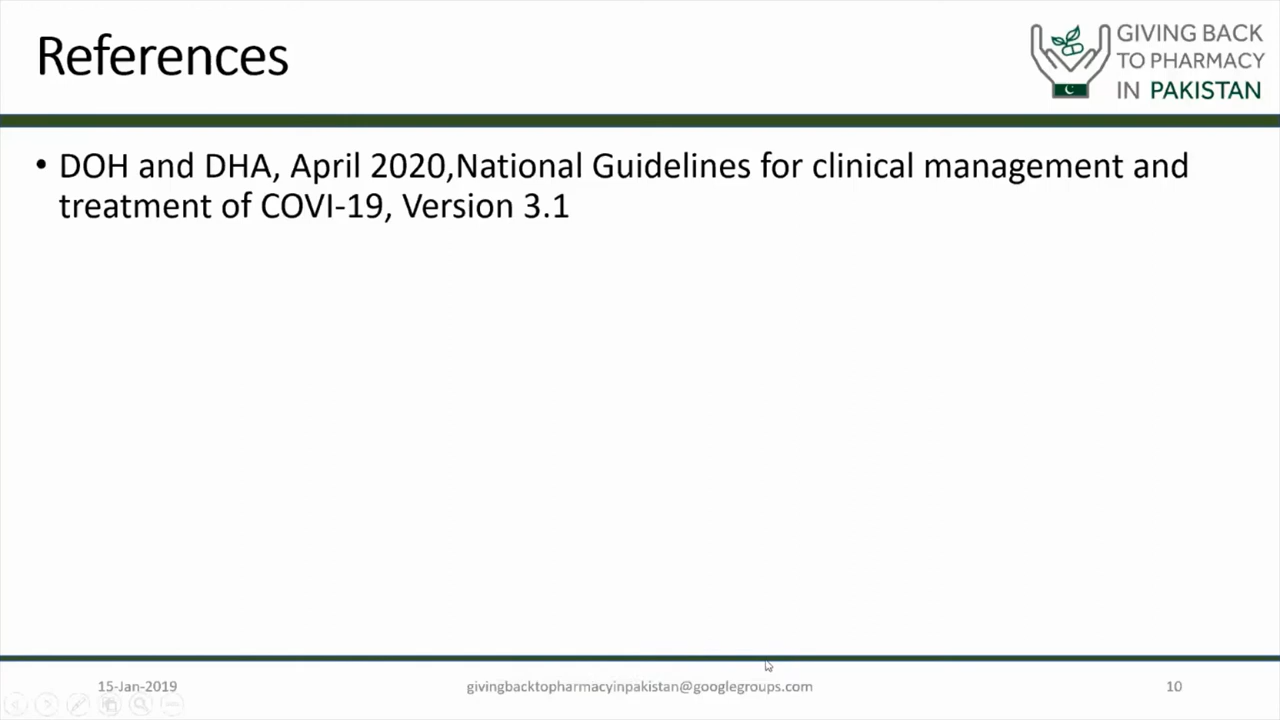 References
GIVING BACK
TO PHARMACY
IN PAKISTAN
• DOH and DHA, April 2020,National Guidelines for clinical management and
treatment of COVI-19, Version 3.1
15-Jan-2019
givingbacktopharmacyinpakistan@googlegroups.com
10